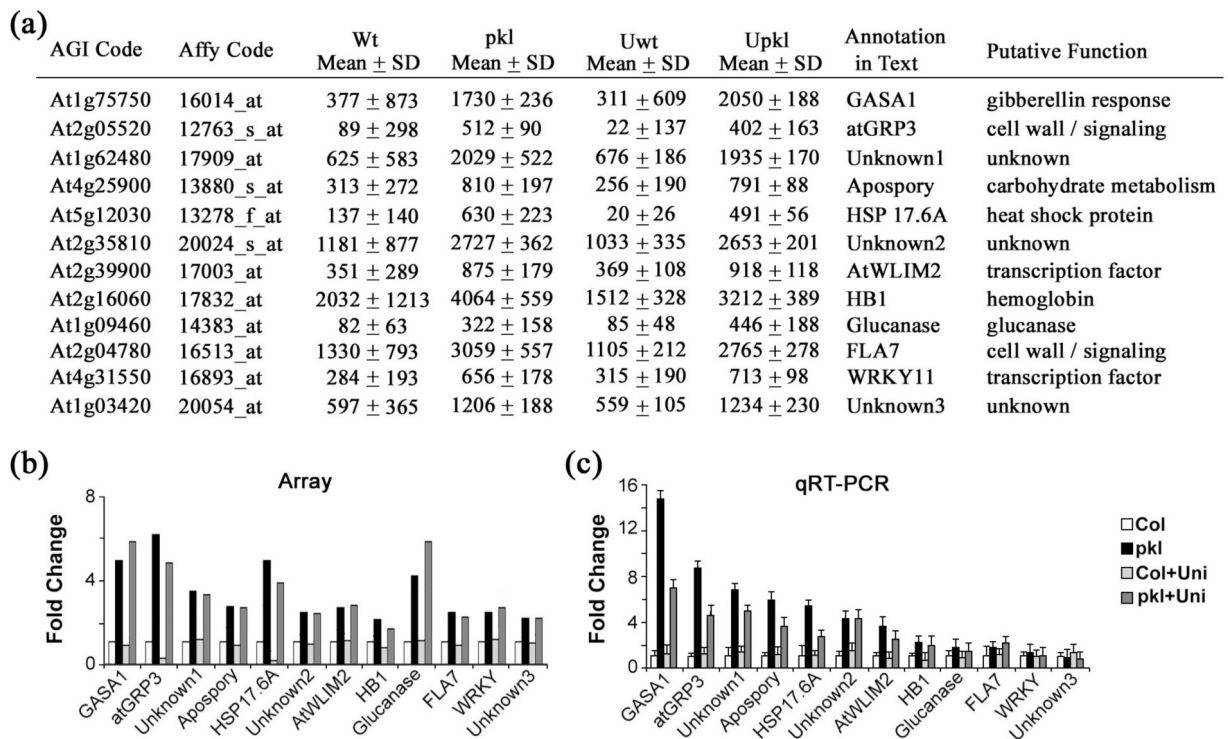 (a)
AGI Code Affy Code Wt Mean ± SD pkl Mean ± SD Uwt Mean ± SD Upkl Mean ± SD Annotation in Text Putative Function
At1g75750 16014_at 377 ± 873 1730 ± 236 311 ± 609 2050 ± 188 GASA1 gibberellin response
At2g05520 12763_s_at 89 ± 298 512 ± 90 22 ± 137 402 ± 163 atGRP3 cell wall / signaling
At1g62480 17909_at 625 ± 583 2029 ± 522 676 ± 186 1935 ± 170 Unknown1 unknown
At4g25900 13880_s_at 313 ± 272 810 ± 197 256 ± 190 791 ± 88 Apospory carbohydrate metabolism
At5g12030 13278_f_at 137 ± 140 630 ± 223 20 ± 26 491 ± 56 HSP 17.6A heat shock protein
At2g35810 20024_s_at 1181 ± 877 2727 ± 362 1033 ± 335 2653 ± 201 Unknown2 unknown
At2g39900 17003_at 351 ± 289 875 ± 179 369 ± 108 918 ± 118 AtWLIM2 transcription factor
At2g16060 17832_at 2032 ± 1213 4064 ± 559 1512 ± 328 3212 ± 389 HB1 hemoglobin
At1g09460 14383_at 82 ± 63 322 ± 158 85 ± 48 446 ± 188 Glucanase glucanase
At2g04780 16513_at 1330 ± 793 3059 ± 557 1105 ± 212 2765 ± 278 FLA7 cell wall / signaling
At4g31550 16893_at 284 ± 193 656 ± 178 315 ± 190 713 ± 98 WRKY11 transcription factor
At1g03420 20054_at 597 ± 365 1206 ± 188 559 ± 105 1234 ± 230 Unknown3 unknown
(b)
Array
Fold Change
8
4
0
GASA1
atGRP3
Unknown1
Apospory
HSP17.6A
Unknown2
AtWLIM2
HB1
Glucanase
FLA7
WRKY
Unknown3
(c)
qRT-PCR
Fold Change
16
12
8
4
0
GASA1
atGRP3
Unknown1
Apospory
HSP17.6A
Unknown2
AtWLIM2
HB1
Glucanase
FLA7
WRKY
Unknown3
Col
pkl
Col+Uni
pkl+Uni